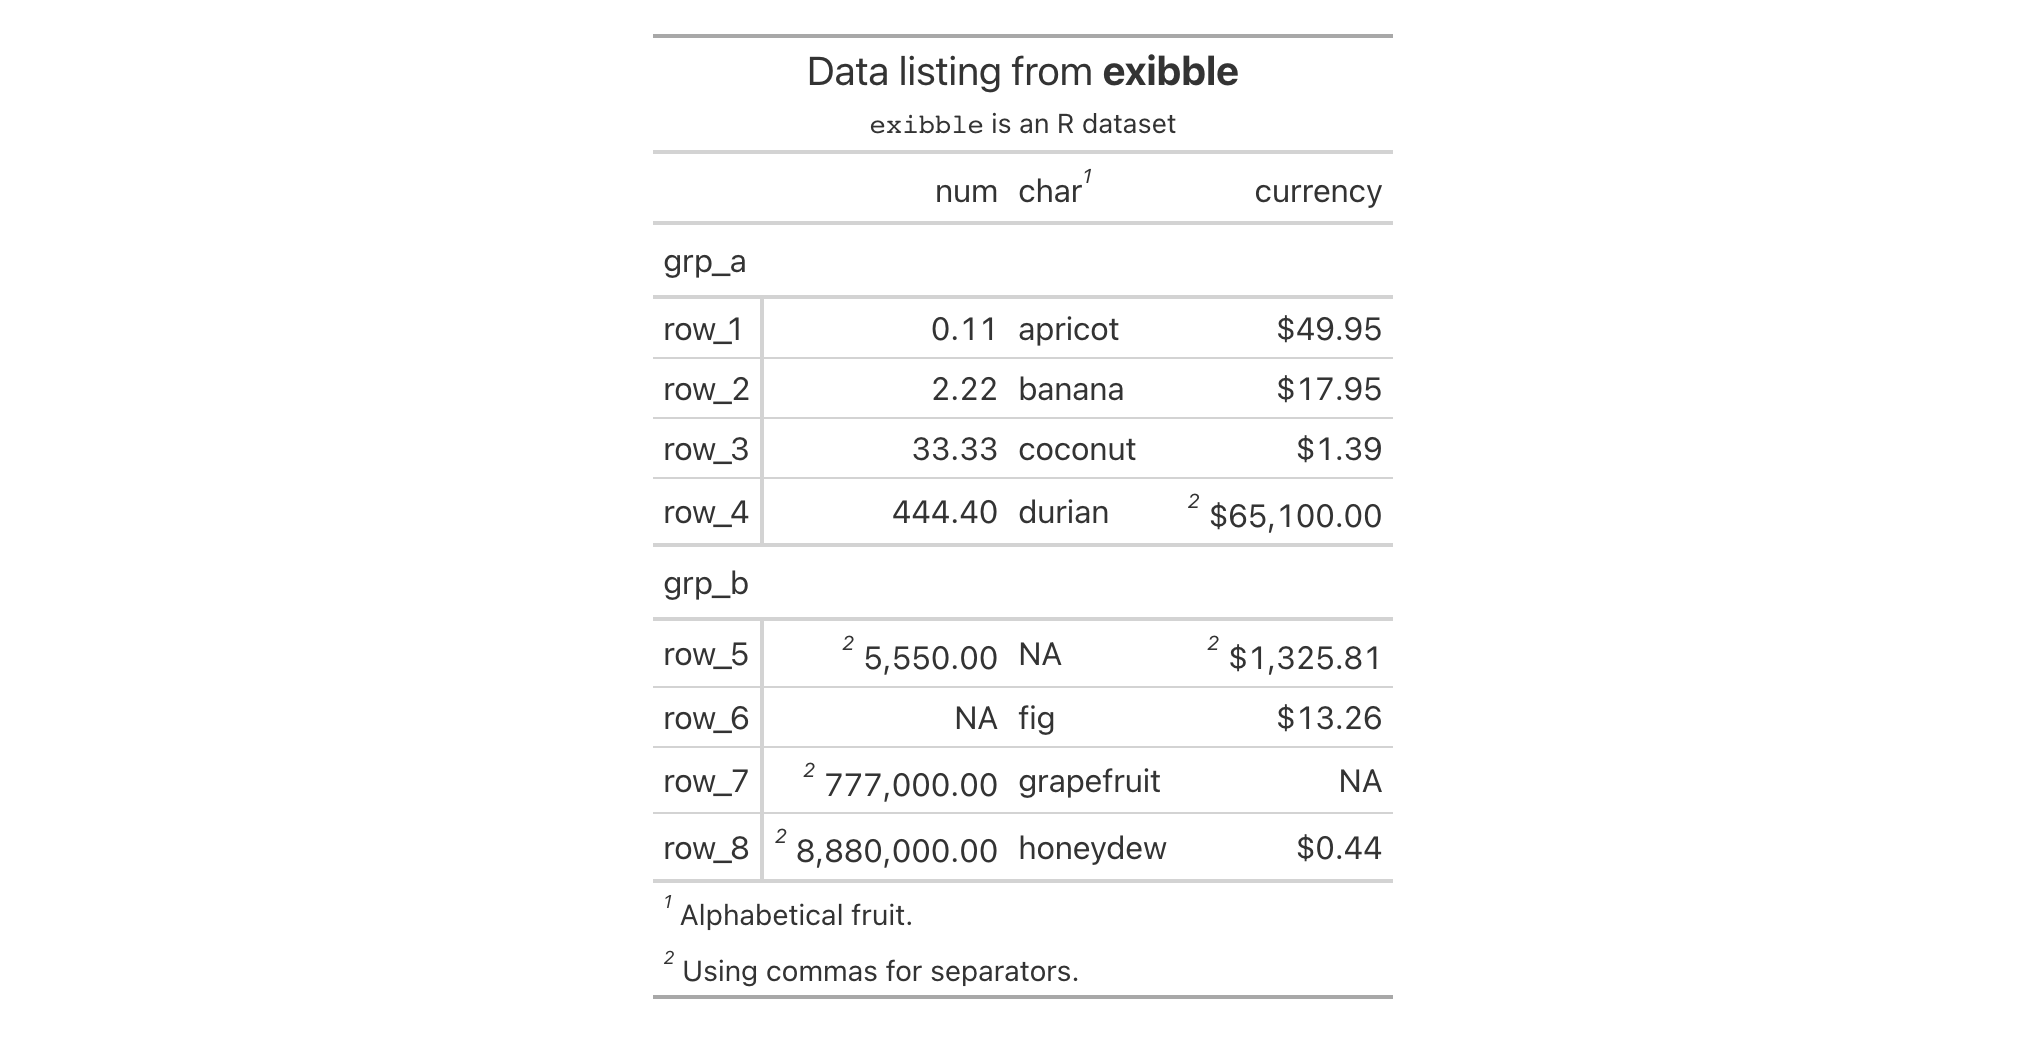 Data listing from exibble
exibble is an R dataset
num char1 currency
grp_a
row_1 0.11 apricot $49.95
row_2 2.22 banana $17.95
row_3 33.33 coconut $1.39
row_4 444.40 durian 2 $65,100.00
grp_b
row_5 2 5,550.00 NA 2 $1,325.81
row_6 NA fig $13.26
row_7 2 777,000.00 grapefruit NA
row_8 2 8,880,000.00 honeydew $0.44
1 Alphabetical fruit.
2 Using commas for separators.